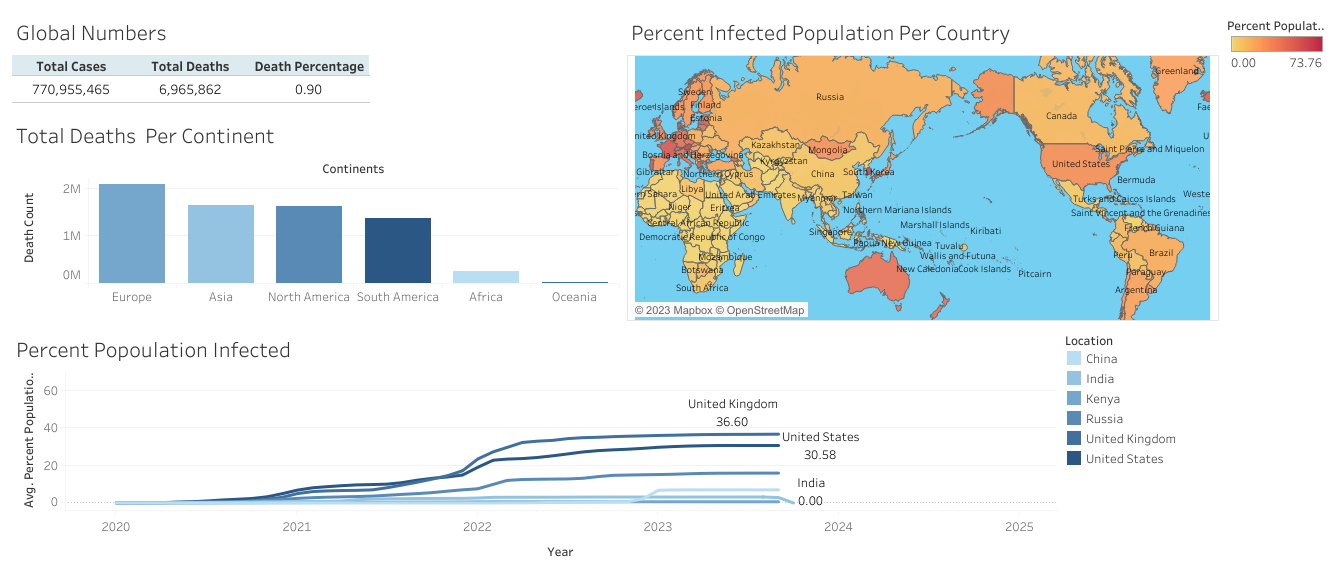 Global Numbers
Total Cases Total Deaths Death Percentage
770,955,465 6,965,862 0.90
Total Deaths Per Continent
Continents
Death Count
2M
1M
0M
Europe Asia North America South America Africa Oceania
Percent Infected Population Per Country
Greenland
Sweden
Russia
Finland
Estonia
Canada
Kazakhstan
Mongolia
Saint Pierre and Miquelon
Bosnia and Herzegovina
Kyrgyzstan
United States
Gibraltar
Northern Cyprus
China
South Korea
Bermuda
Libya
United Arab Emirates
Myanmar
Taiwan
Turks and Caicos Islands
Niger
Eritrea
Northern Mariana Islands
Saint Vincent and the Grenadines
Central African Republic
Marshall Islands
French Guiana
Democratic Republic of Congo
Singapore
Kiribati
Papua New Guinea
Tuvalu
Mozambique
Wallis and Futuna
Peru
Brazil
Botswana
New Caledonia
Cook Islands
Pitcairn
Paraguay
South Africa
Argentina
© 2023 Mapbox © OpenStreetMap
Percent Populat..
0.00 73.76
Percent Popoulation Infected
Avg. Percent Populatio..
60
40
20
0
United Kingdom
36.60
United States
30.58
India
0.00
2020 2021 2022 2023 2024 2025
Year
Location
China
India
Kenya
Russia
United Kingdom
United States